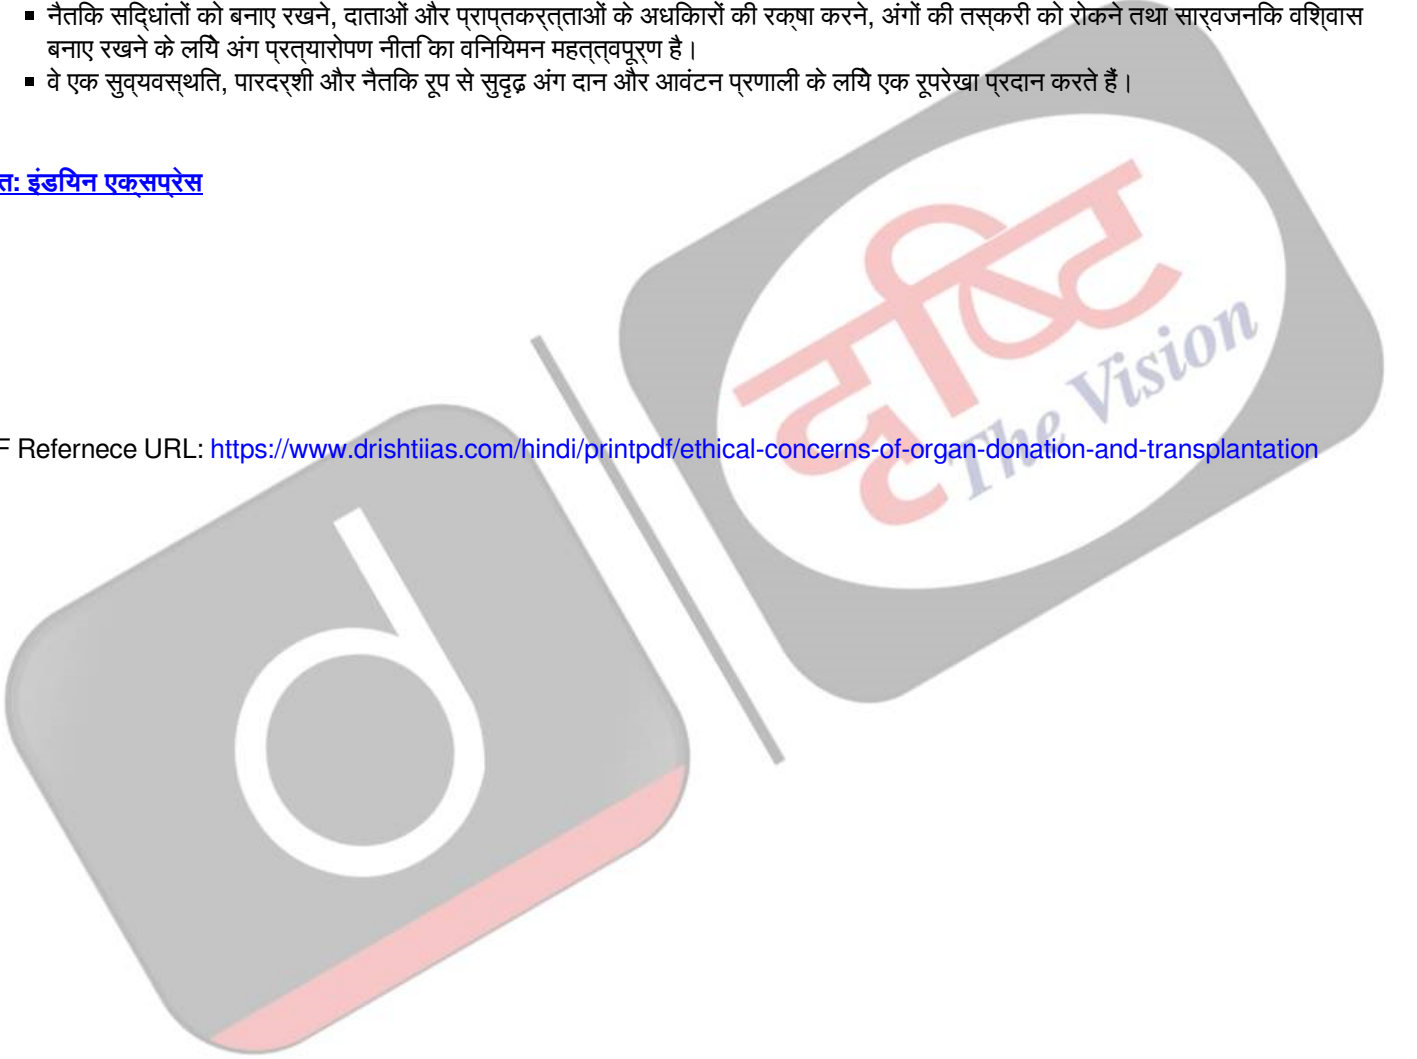 ▪ नैतिक सिद्धांतों को बनाए रखने, दाताओं और प्राप्तकर्त्ताओं के अधिकारों की रक्षा करने, अंगों की तस्करी को रोकने तथा सार्वजनिक विश्वास
बनाए रखने के लिये अंग प्रत्यारोपण नीति का विनियमन महत्त्वपूर्ण है।
▪ वे एक सुव्यवस्थित, पारदर्शी और नैतिक रूप से सुदृढ़ अंग दान और आवंटन प्रणाली के लिये एक रूपरेखा प्रदान करते हैं।
त: इंडियन एक्सप्रेस
दृष्टि
The Vision
F Refernece URL: https://www.drishtiias.com/hindi/printpdf/ethical-concerns-of-organ-donation-and-transplantation
d